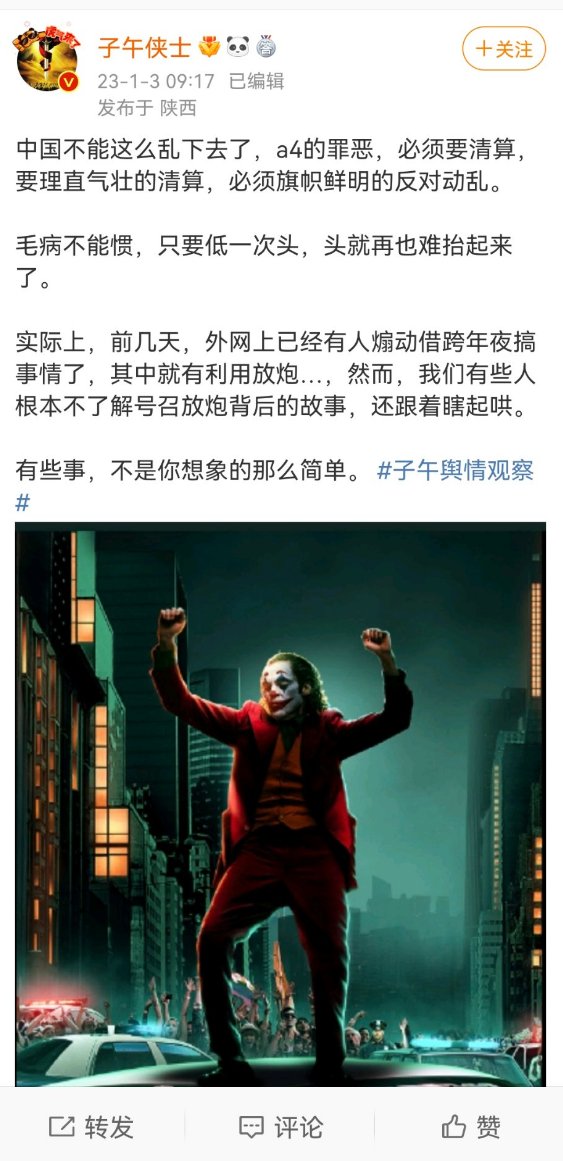 子午侠士
23-1-3 09:17 已编辑
发布于 陕西
+关注
中国不能这么乱下去了，a4的罪恶，必须要清算，
要理直气壮的清算，必须旗帜鲜明的反对动乱。
毛病不能惯，只要低一次头，头就再也难抬起来
了。
实际上，前几天，外网上已经有人煽动借跨年夜搞
事情了，其中就有利用放炮...，然而，我们有些人
根本不了解号召放炮背后的故事，还跟着瞎起哄。
有些事，不是你想象的那么简单。 #子午舆情观察
#
转发
评论
赞